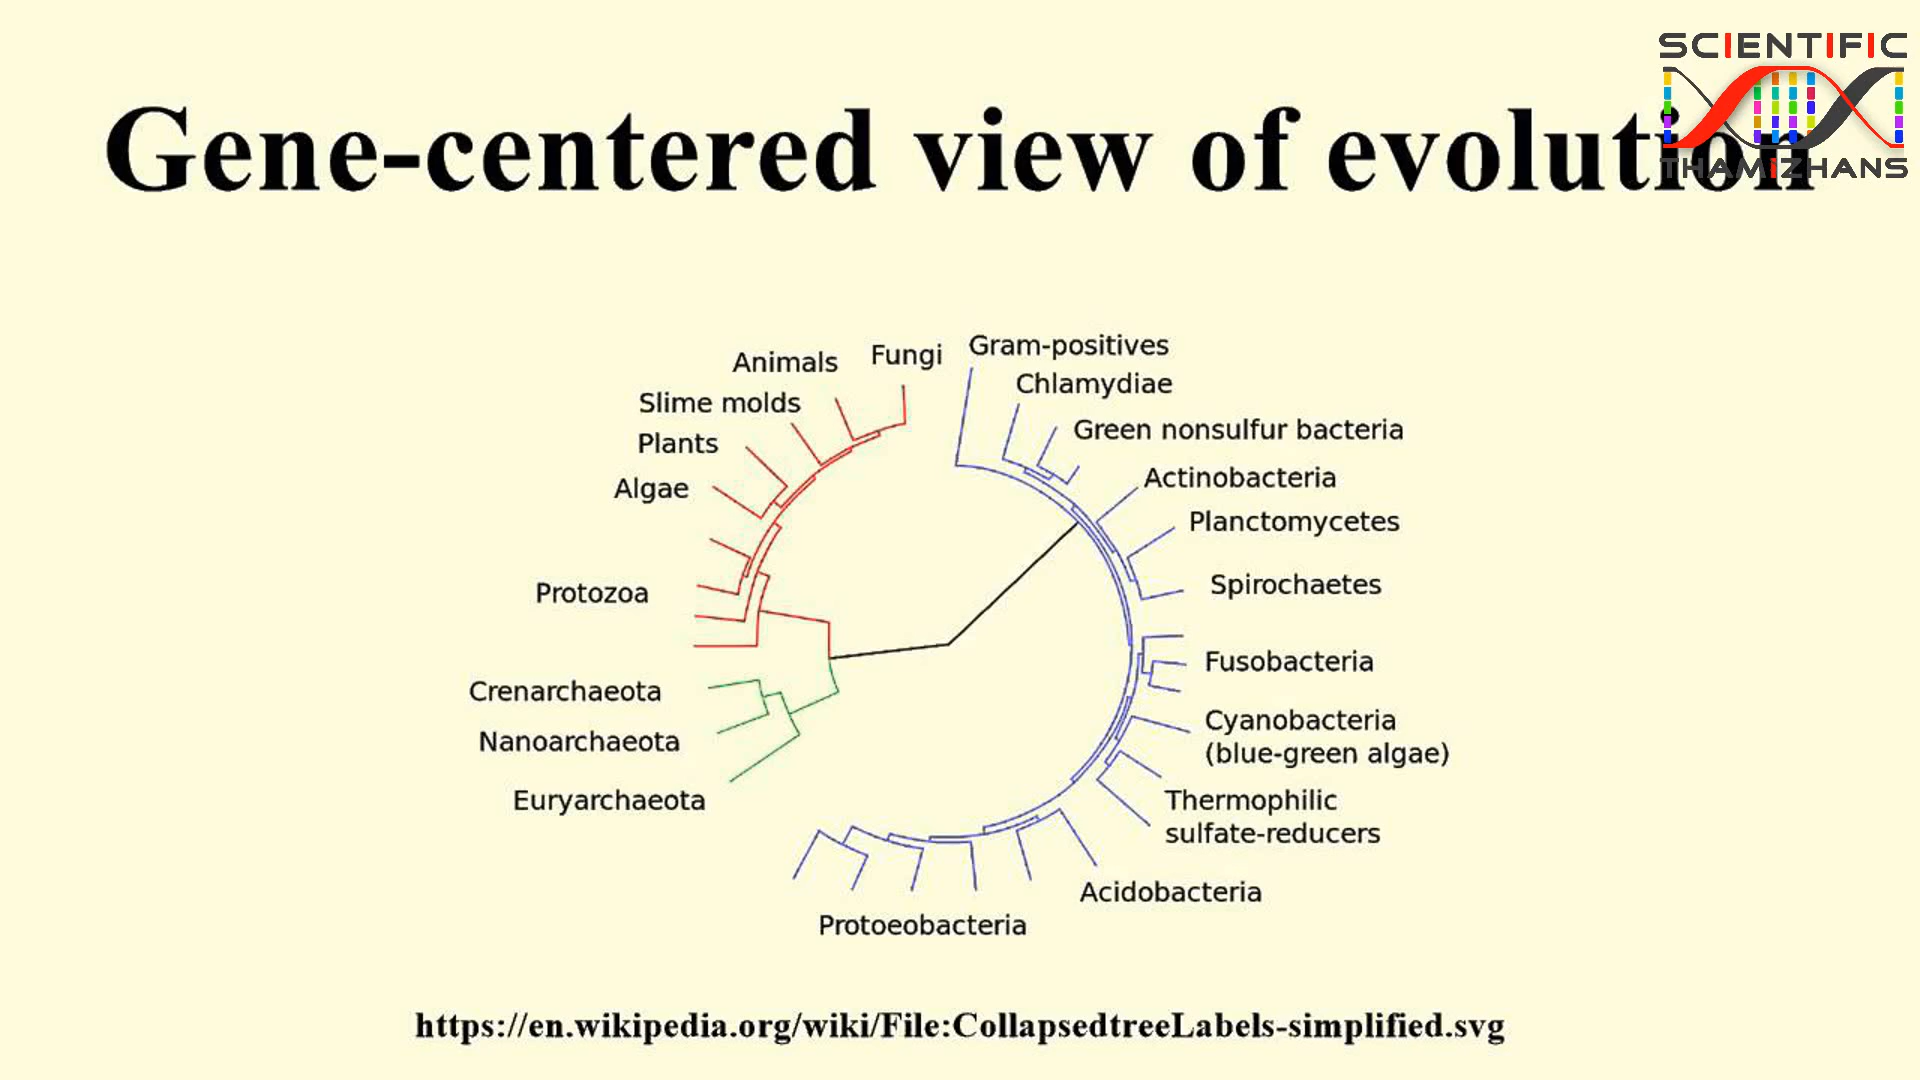 SCIENTIFIC
THAMIZHANS
Gene-centered view of evolution
Animals
Fungi
Gram-positives
Slime molds
Chlamydiae
Plants
Green nonsulfur bacteria
Algae
Actinobacteria
Planctomycetes
Protozoa
Spirochaetes
Fusobacteria
Crenarchaeota
Nanoarchaeota
Cyanobacteria
(blue-green algae)
Euryarchaeota
Thermophilic
sulfate-reducers
Acidobacteria
Protoeobacteria
https://en.wikipedia.org/wiki/File:CollapsedtreeLabels-simplified.svg